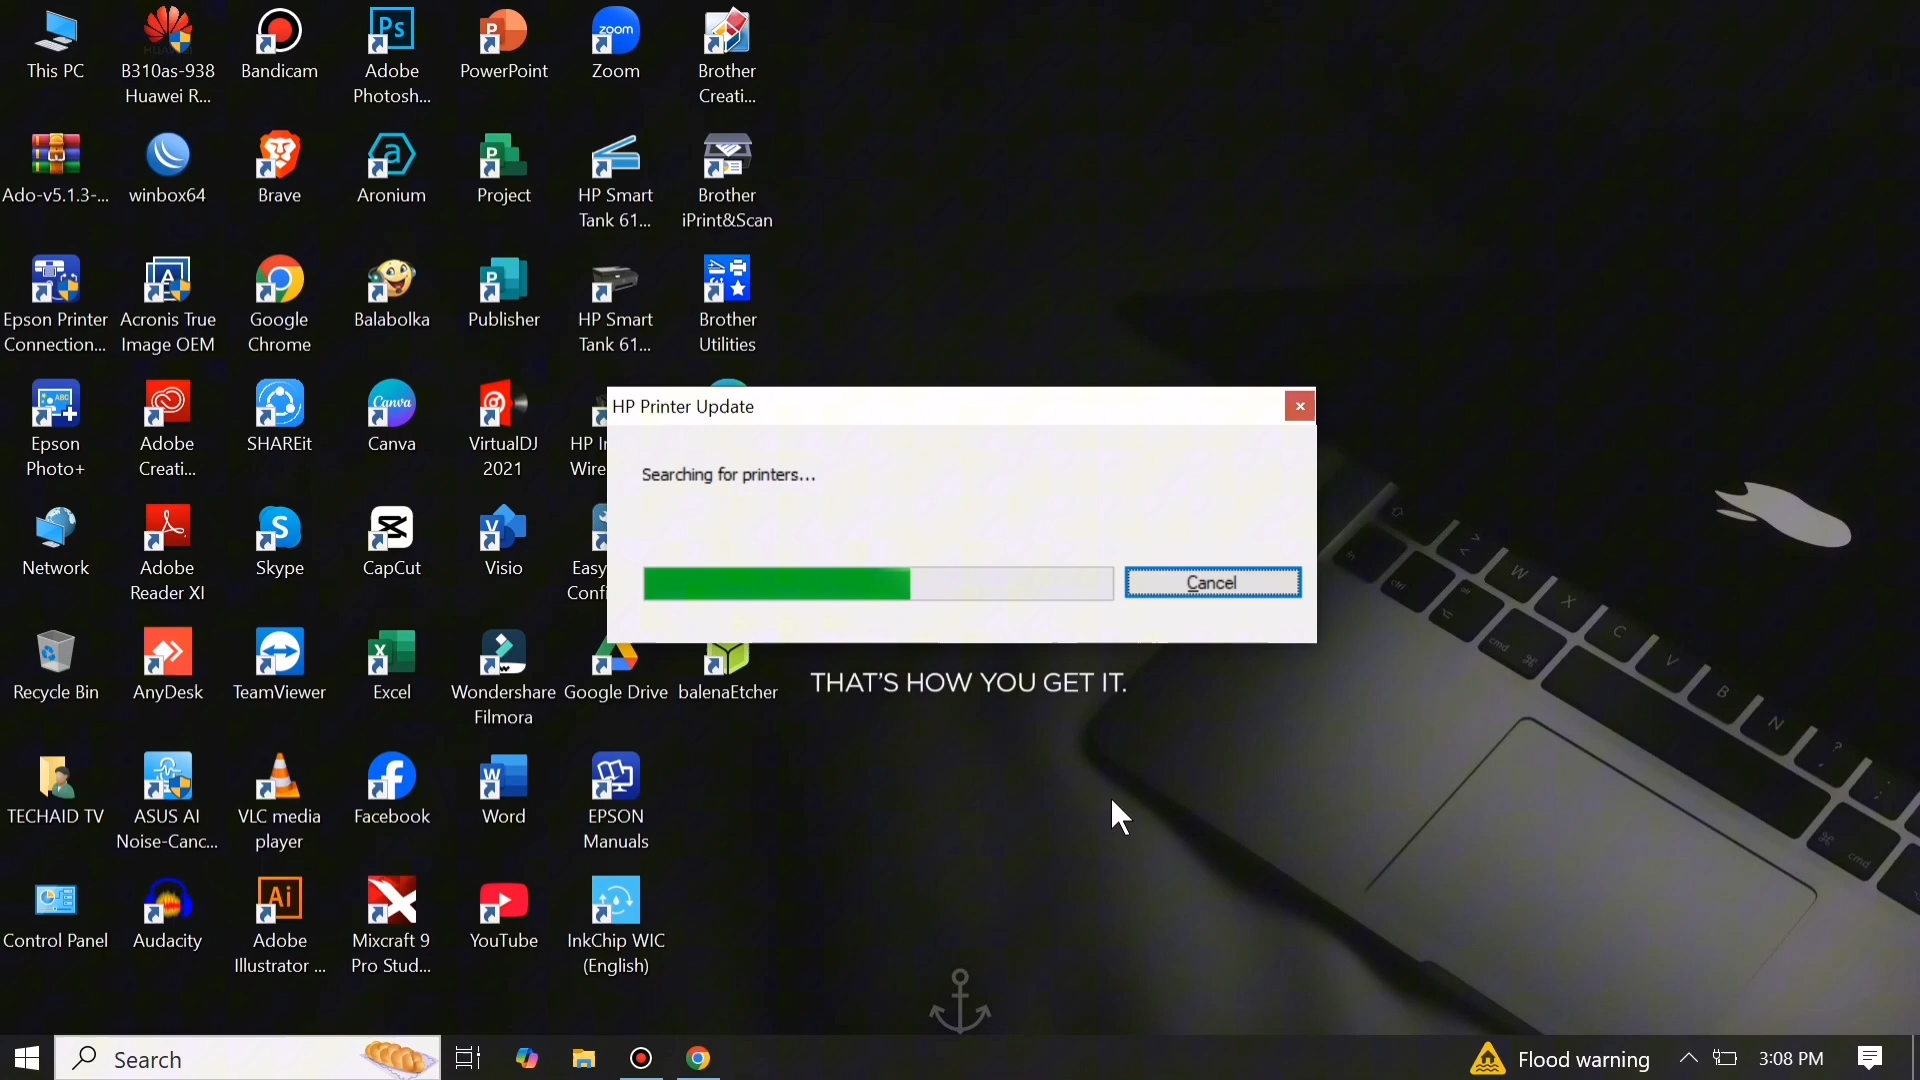 This PC
B310as-938
Huawei R...
Bandicam
Adobe
Photosh...
PowerPoint
zoom
Zoom
Brother
Creati...
Ado-v5.1.3-...
winbox64
Brave
Aronium
Project
HP Smart
Tank 61...
Brother
iPrint&Scan
Epson Printer
Connection...
Acronis True
Image OEM
Google
Chrome
Balabolka
Publisher
HP Smart
Tank 61...
Brother
Utilities
Epson
Photo+
Adobe
Creati...
SHAREit
Canva
Canva
VirtualDJ
2021
HP Printer Update
Searching for printers...
Cancel
Network
Adobe
Reader XI
Skype
CapCut
Visio
Easy
Confi
Recycle Bin
AnyDesk
TeamViewer
Excel
Wondershare
Filmora
Google Drive
balenaEtcher
THAT'S HOW YOU GET IT.
TECHAID TV
ASUS AI
Noise-Canc...
VLC media
player
Facebook
Word
EPSON
Manuals
Control Panel
Audacity
Adobe
Illustrator ...
Mixcraft 9
Pro Stud...
YouTube
InkChip WIC
(English)
Search
Flood warning
3:08 PM